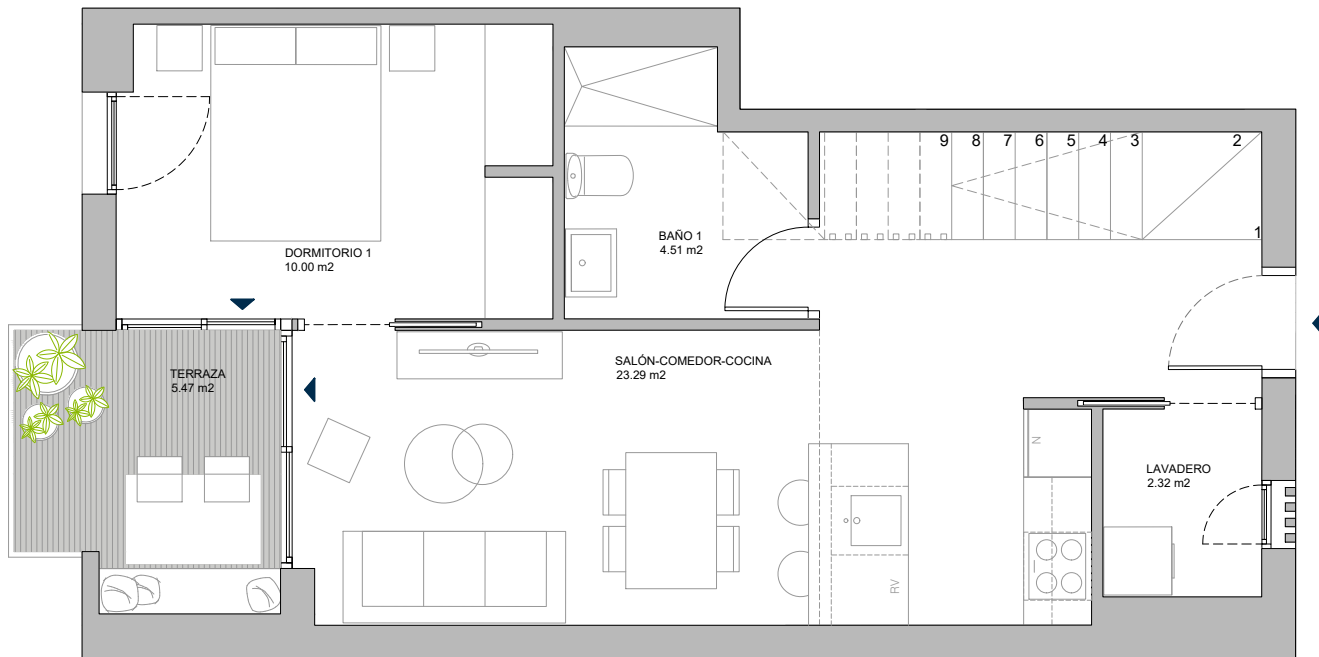 9 8 7 6 5 4 3 2
1
DORMITORIO 1
10.00 m2
BAÑO 1
4.51 m2
TERRAZA
5.47 m2
SALÓN-COMEDOR-COCINA
23.29 m2
N
LAVADERO
2.32 m2
RV